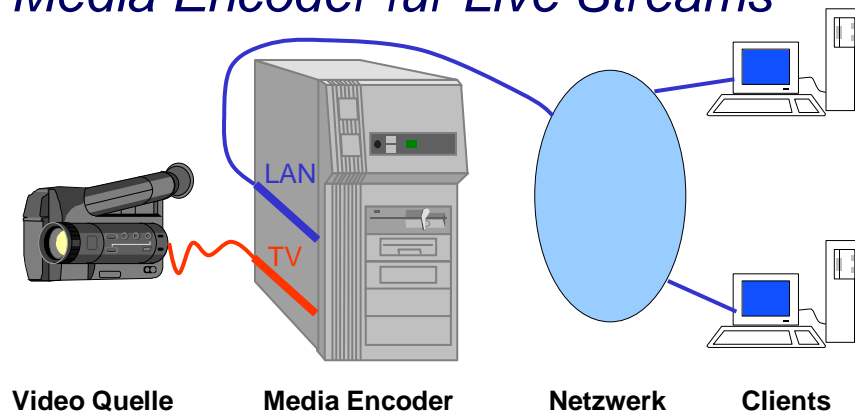 Media Encoder für Live Streams
LAN
TV
Video Quelle Media Encoder Netzwerk Clients